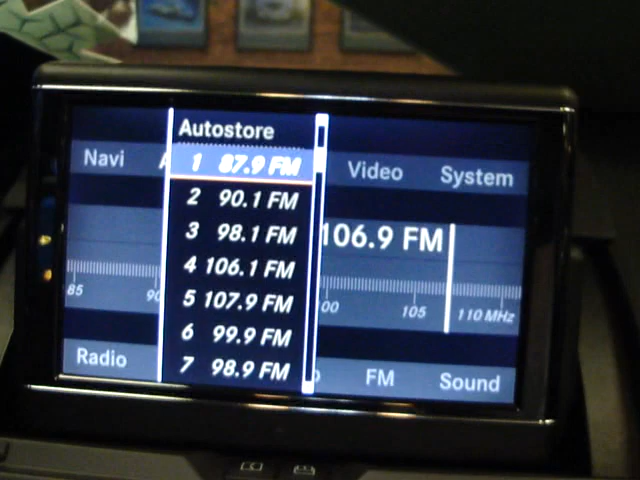 Autostore
Navi
Video
System
1 87.9 FM
2 90.1 FM
3 98.1 FM
4 106.1 FM
5 107.9 FM
6 99.9 FM
7 98.9 FM
106.9 FM
85
105
110 MHz
Radio
FM
Sound